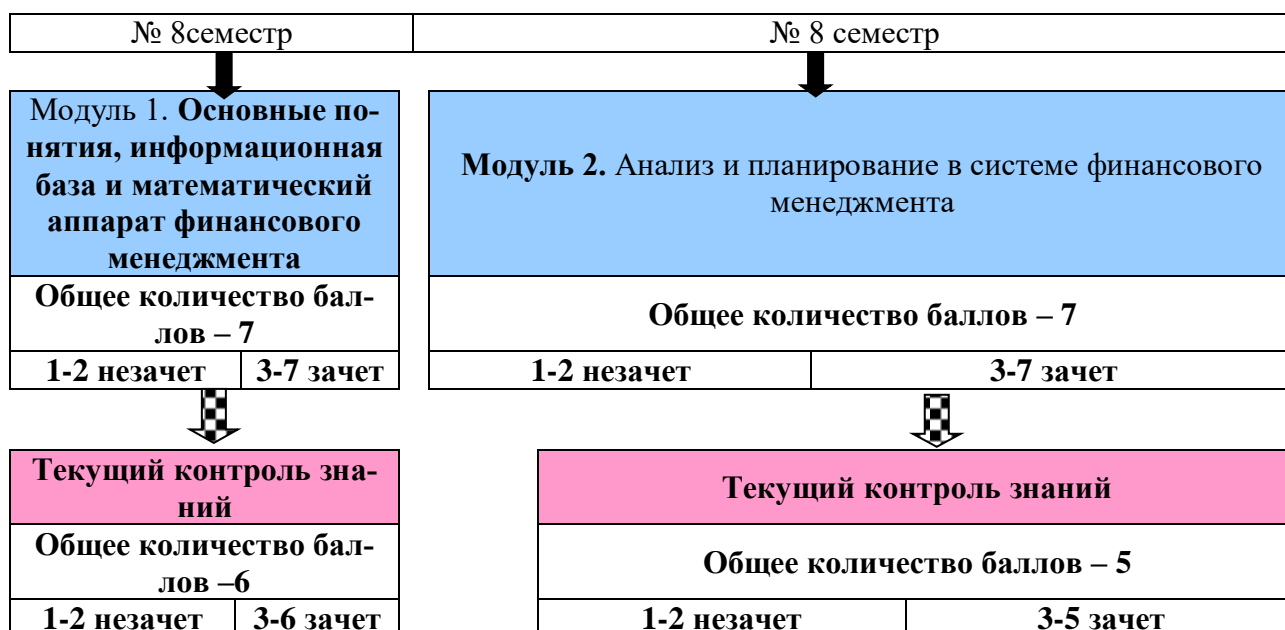 № 8семестр
№ 8 семестр
Модуль 1. Основные по-
нятия, информационная
база и математический
аппарат финансового
менеджмента
Модуль 2. Анализ и планирование в системе финансового
менеджмента
Общее количество бал-
лов – 7
Общее количество баллов – 7
1-2 незачет
3-7 зачет
1-2 незачет
3-7 зачет
Текущий контроль зна-
ний
Текущий контроль знаний
Общее количество бал-
лов –6
Общее количество баллов – 5
1-2 незачет
3-6 зачет
1-2 незачет
3-5 зачет